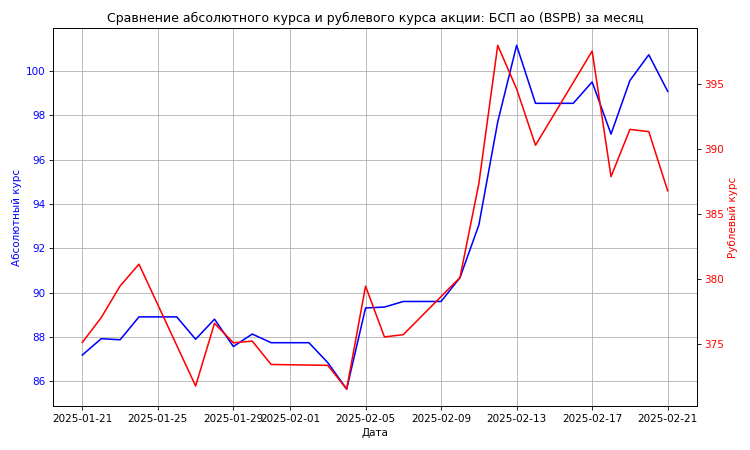 Сравнение абсолютного курса и рублевого курса акции: БСП ао (BSPB) за месяц
Абсолютный курс
100
98
96
94
92
90
88
86
395
390
385
380
375
Рублевый курс
2025-01-21 2025-01-25 2025-01-29 2025-02-01 2025-02-05 2025-02-09 2025-02-13 2025-02-17 2025-02-21
Дата